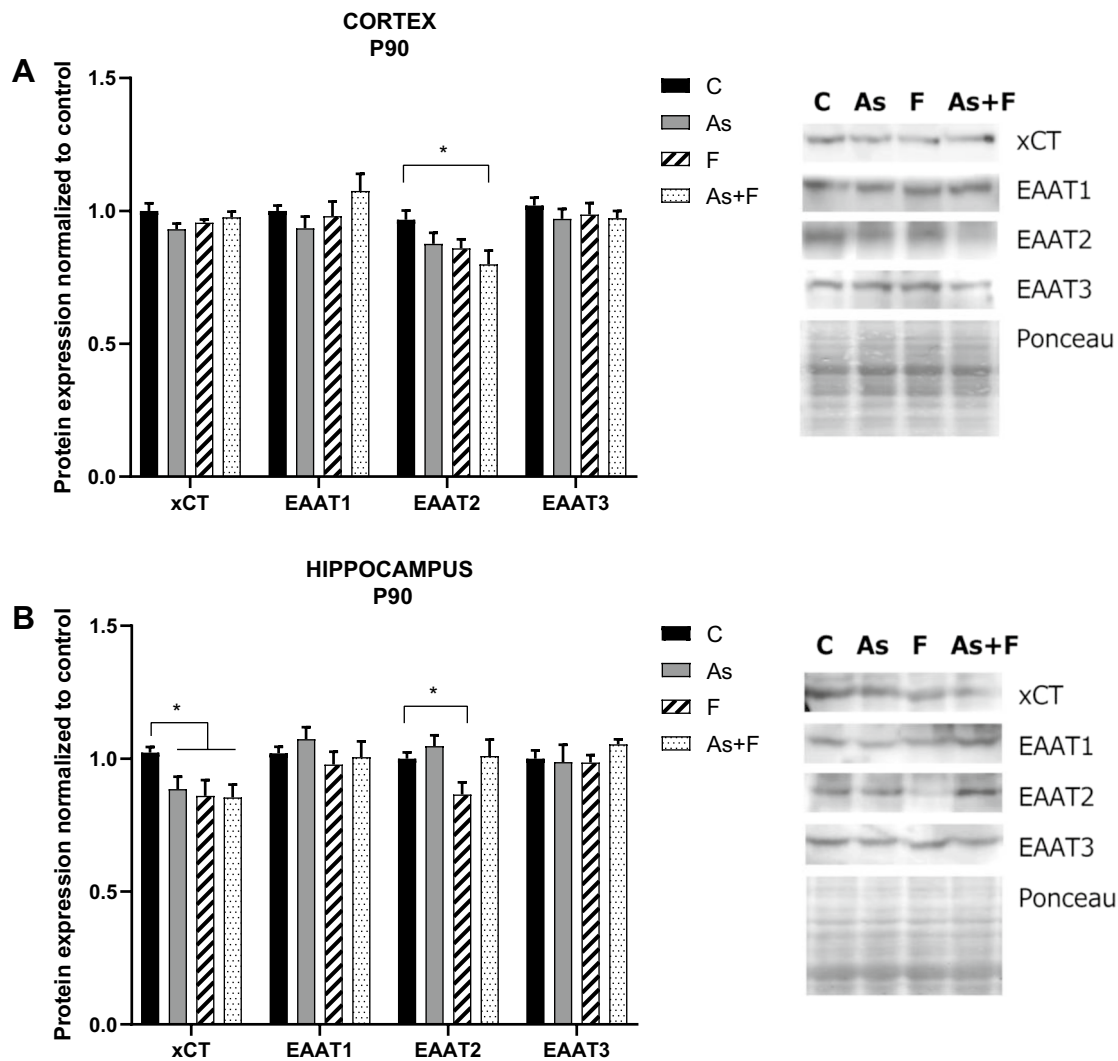 CORTEX
P90
A
Protein expression normalized to control
1.5
1.0
0.5
0.0
*
xCT
EAAT1
EAAT2
EAAT3
C
As
F
As+F
C As F As+F
xCT
EAAT1
EAAT2
EAAT3
Ponceau
HIPPOCAMPUS
P90
B
Protein expression normalized to control
1.5
1.0
0.5
0.0
*
*
xCT
EAAT1
EAAT2
EAAT3
C
As
F
As+F
C As F As+F
xCT
EAAT1
EAAT2
EAAT3
Ponceau